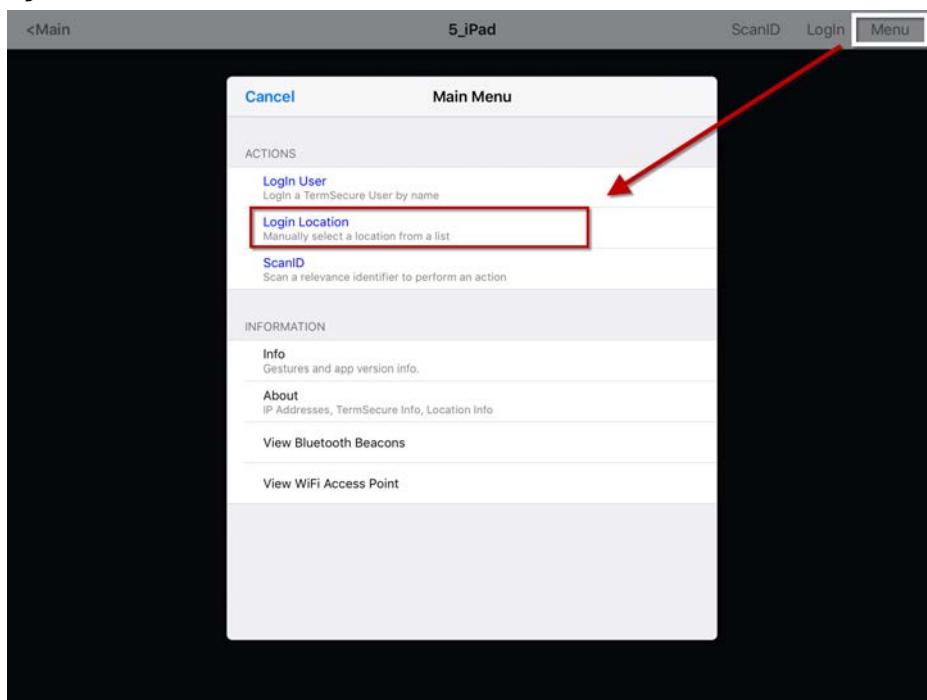 <Main 5_iPad ScanID LogIn Menu
Cancel Main Menu
ACTIONS
LogIn User
LogIn a TermSecure User by name
Login Location
Manually select a location from a list
ScanID
Scan a relevance identifier to perform an action
INFORMATION
Info
Gestures and app version info.
About
IP Addresses, TermSecure Info, Location Info
View Bluetooth Beacons
View WiFi Access Point